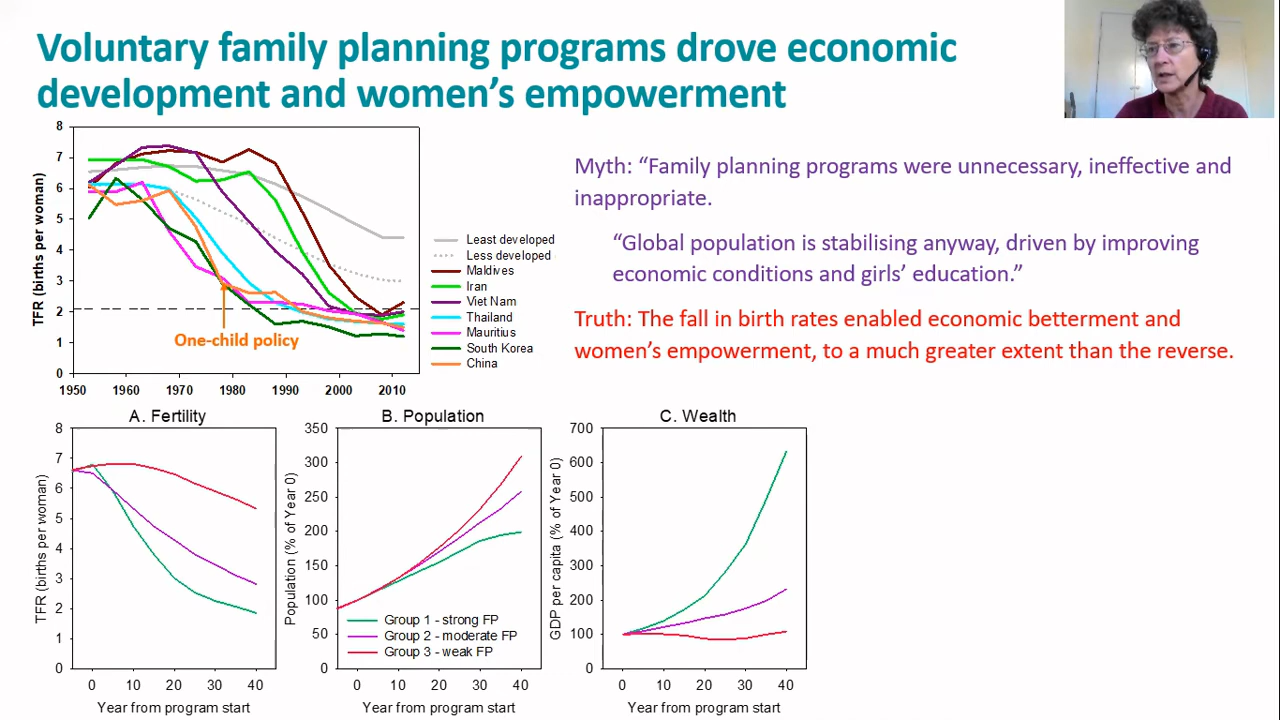 Voluntary family planning programs drove economic
development and women’s empowerment
8
7
6
5
4
3
2
1
0
TFR (births per woman)
1950 1960 1970 1980 1990 2000 2010
One-child policy
Least developed
Less developed
Maldives
Iran
Viet Nam
Thailand
Mauritius
South Korea
China
Myth: “Family planning programs were unnecessary, ineffective and
inappropriate.
“Global population is stabilising anyway, driven by improving
economic conditions and girls’ education.”
Truth: The fall in birth rates enabled economic betterment and
women’s empowerment, to a much greater extent than the reverse.
A. Fertility
8
7
6
5
4
3
2
1
0
TFR (births per woman)
0 10 20 30 40
Year from program start
B. Population
350
300
250
200
150
100
50
0
Population (% of Year 0)
Group 1 - strong FP
Group 2 - moderate FP
Group 3 - weak FP
0 10 20 30 40
Year from program start
C. Wealth
700
600
500
400
300
200
100
0
GDP per capita (% of Year 0)
0 10 20 30 40
Year from program start